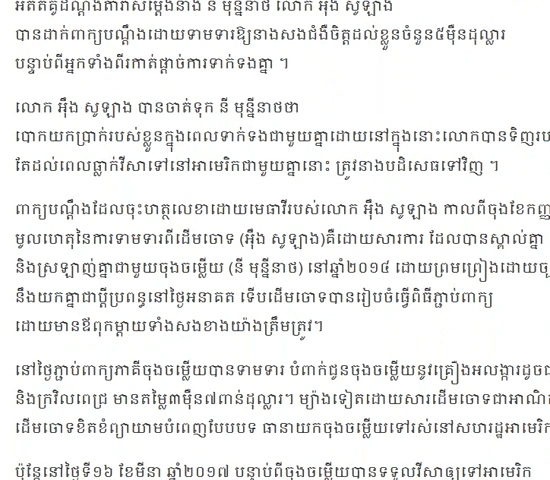 អតីតគូដណ្ដឹងតារាសម្ដែងនាង នី មុន្នីនាថ លោក អ៊ឹង សូឡាង
បានដាក់ពាក្យបណ្ដឹងដោយទាមទារឱ្យនាងសងជំងឺចិត្តដល់ខ្លួនចំនួន៥ម៉ឺនដុល្លារ
បន្ទាប់ពីអ្នកទាំងពីរកាត់ផ្ដាច់ការទាក់ទងគ្នា ។
លោក អ៊ឹង សូឡាង បានចាត់ទុក នី មុន្នីនាថថា
បោកយកប្រាក់របស់ខ្លួនក្នុងពេលទាក់ទងជាមួយគ្នាដោយនៅក្នុងនោះលោកបានទិញរប
តែដល់ពេលធ្លាក់វីសាទៅនៅអាមេរិកជាមួយគ្នានោះ ត្រូវនាងបដិសេធទៅវិញ ។
ពាក្យបណ្ដឹងដែលចុះហត្ថលេខាដោយមេធាវីរបស់លោក អ៊ឹង សូឡាង កាលពីចុងខែកញ្ញ
មូលហេតុនៃការទាមទារពីដើមចោទ (អ៊ឹង សូឡាង)គឺដោយសារការ ដែលបានស្គាល់គ្នា
និងស្រឡាញ់គ្នាជាមួយចុងចម្លើយ (នី មុន្នីនាថ) នៅឆ្នាំ២០១៤ ដោយព្រមព្រៀងដោយ
នឹងយកគ្នាជាប្ដីប្រពន្ធនៅថ្ងៃអនាគត ទើបដើមចោទបានរៀបចំធ្វើពិធីភ្ជាប់ពាក្យ
ដោយមានឪពុកម្ដាយទាំងសងខាងយ៉ាងត្រឹមត្រូវ។
នៅថ្ងៃភ្ជាប់ពាក្យភាគីចុងចម្លើយបានទាមទារ បំពាក់ជូនចុងចម្លើយនូវគ្រឿងអលង្ការដូចជ
និងក្រវិលពេជ្រ មានតម្លៃ៣ម៉ឺន៧ពាន់ដុល្លារ។ ម្យ៉ាងទៀតដោយសារដើមចោទជាអាណិ
ដើមចោទខិតខំព្យាយាមបំពេញបែបបទ ធានាយកចុងចម្លើយទៅរស់នៅសហរដ្ឋអាមេរិក
ប៉ុន្តែនៅថ្ងៃទី១៦ ខែមីនា ឆ្នាំ២០១៧ បន្ទាប់ពីចុងចម្លើយបានទទួលវីសាឲ្យទៅអាមេរិក